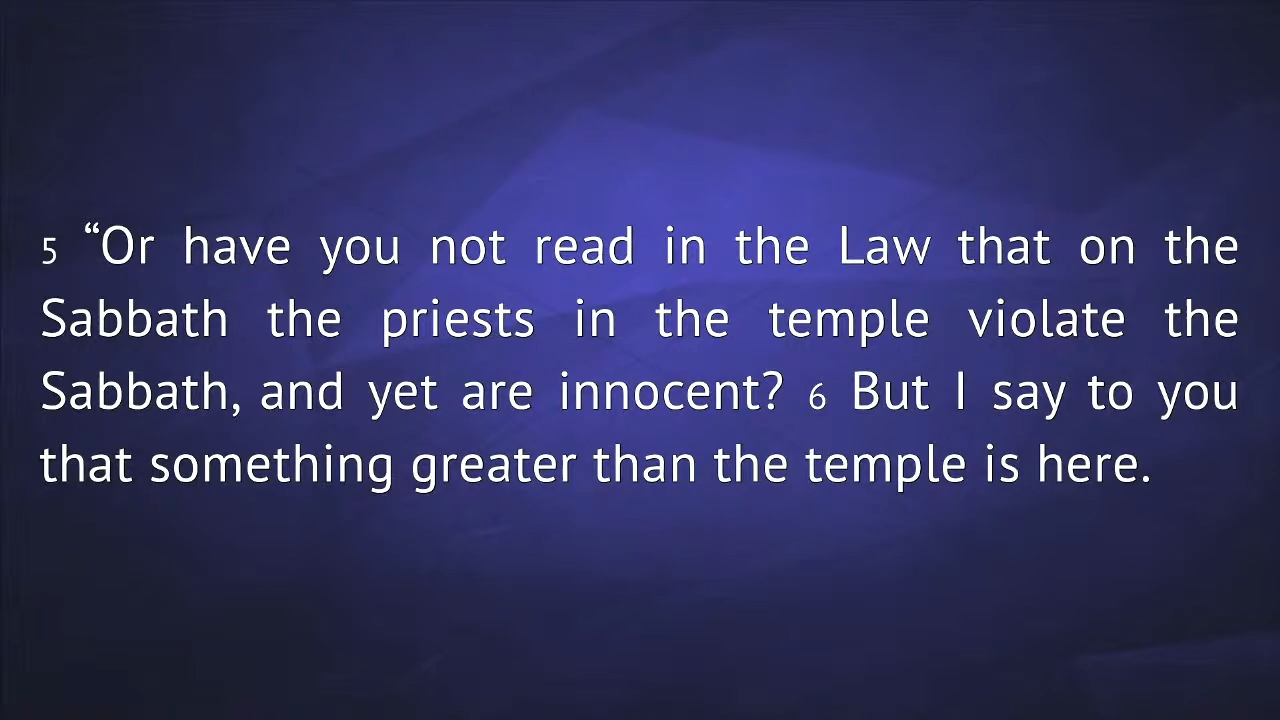 5 “Or have you not read in the Law that on the
Sabbath the priests in the temple violate the
Sabbath, and yet are innocent? 6 But I say to you
that something greater than the temple is here.